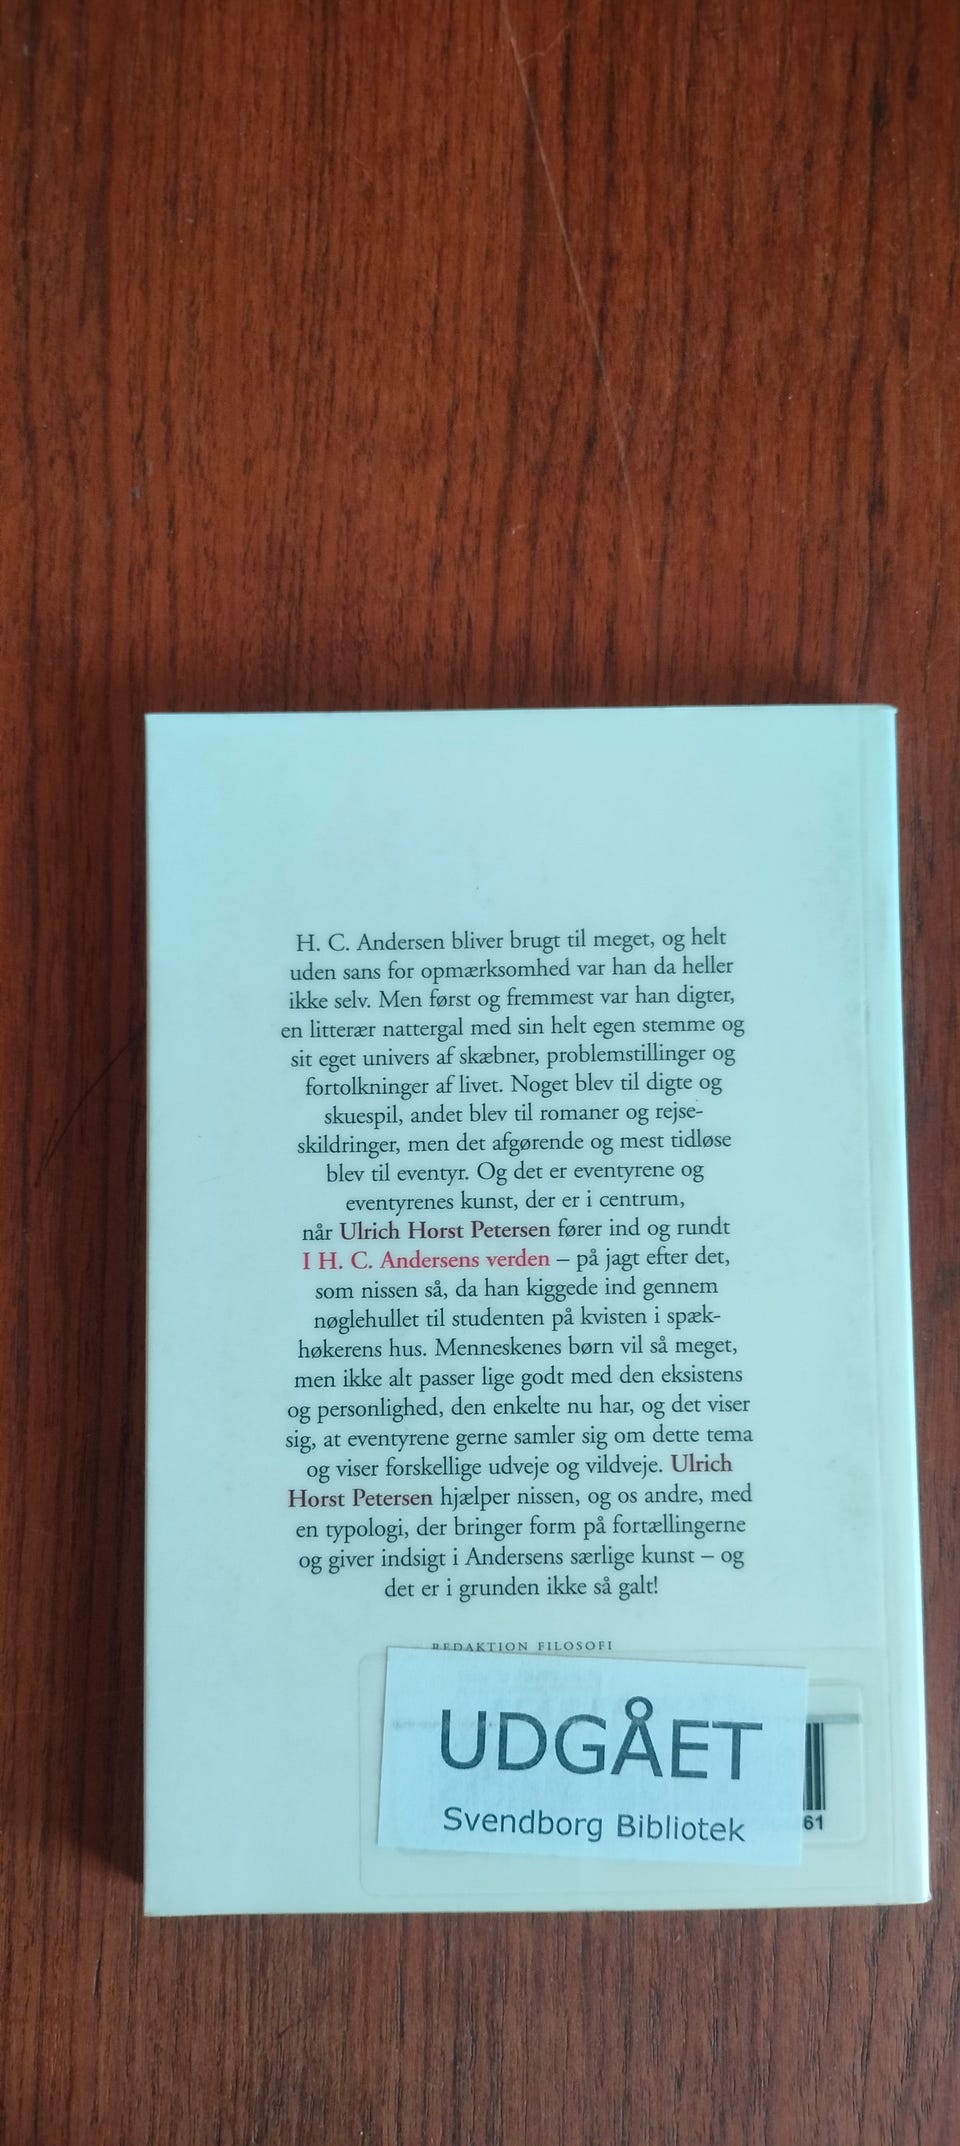 H. C. Andersen bliver brugt til meget, og helt
uden sans for opmærksomhed var han da heller
ikke selv. Men først og fremmest var han digter,
en litterær nattergal med sin helt egen stemme og
sit eget univers af skæbner, problemstillinger og
fortolkninger af livet. Noget blev til digte og
skuespil, andet blev til romaner og rejse-
skildringer, men det afgørende og mest tidløse
blev til eventyr. Og det er eventyrene og
eventyrenes kunst, der er i centrum,
når Ulrich Horst Petersen fører ind og rundt
I H. C. Andersens verden – på jagt efter det,
som nissen så, da han kiggede ind gennem
nøglehullet til studenten på kvisten i spæk-
høkerens hus. Menneskenes børn vil så meget,
men ikke alt passer lige godt med den eksistens
og personlighed, den enkelte nu har, og det viser
sig, at eventyrene gerne samler sig om dette tema
og viser forskellige udveje og vildveje. Ulrich
Horst Petersen hjælper nissen, og os andre, med
en typologi, der bringer form på fortællingerne
og giver indsigt i Andersens særlige kunst – og
det er i grunden ikke så galt!
REDAKTION FILOSOFI
UDGÅET
Svendborg Bibliotek
61